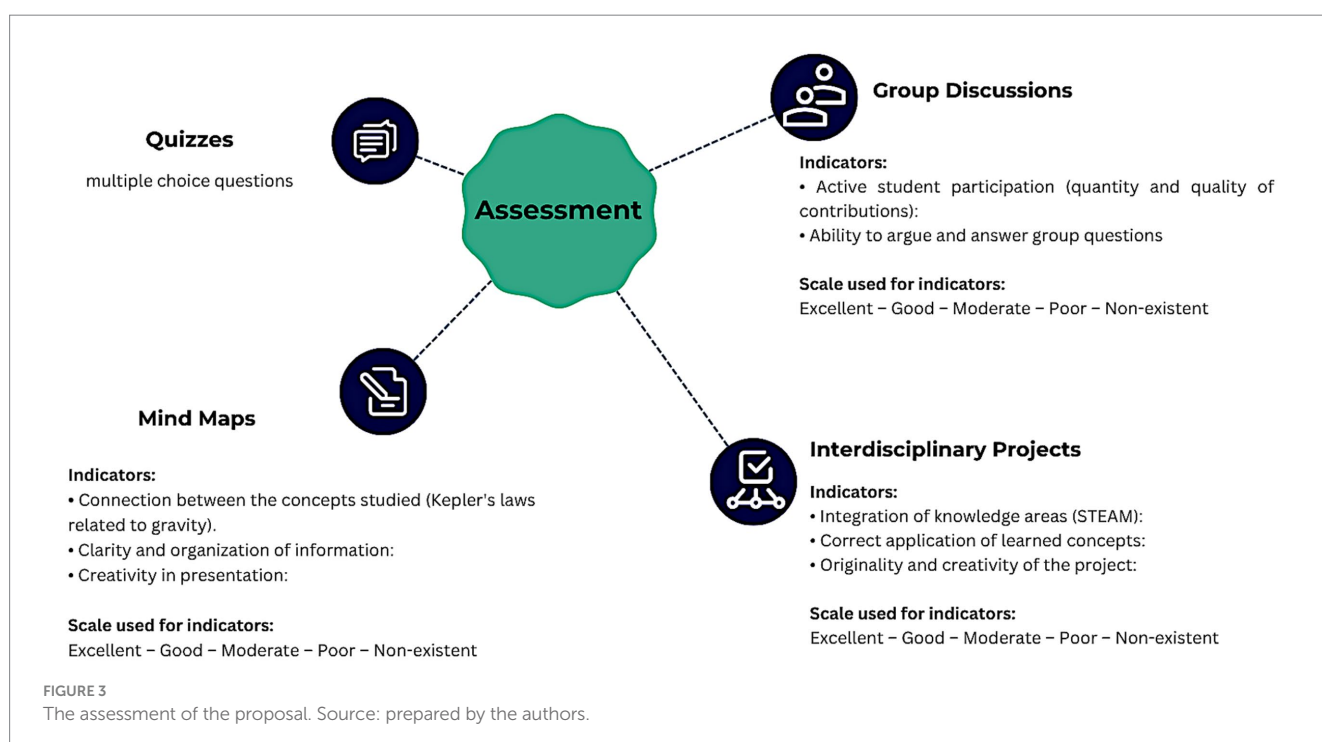 Quizzes
multiple choice questions
Assessment
Group Discussions
Indicators:
• Active student participation (quantity and quality of
contributions):
• Ability to argue and answer group questions
Scale used for indicators:
Excellent – Good – Moderate – Poor – Non-existent
Mind Maps
Indicators:
• Connection between the concepts studied (Kepler's laws
related to gravity).
• Clarity and organization of information:
• Creativity in presentation:
Scale used for indicators:
Excellent – Good – Moderate – Poor – Non-existent
Interdisciplinary Projects
Indicators:
• Integration of knowledge areas (STEAM):
• Correct application of learned concepts:
• Originality and creativity of the project:
Scale used for indicators:
Excellent – Good – Moderate – Poor – Non-existent
FIGURE 3
The assessment of the proposal. Source: prepared by the authors.